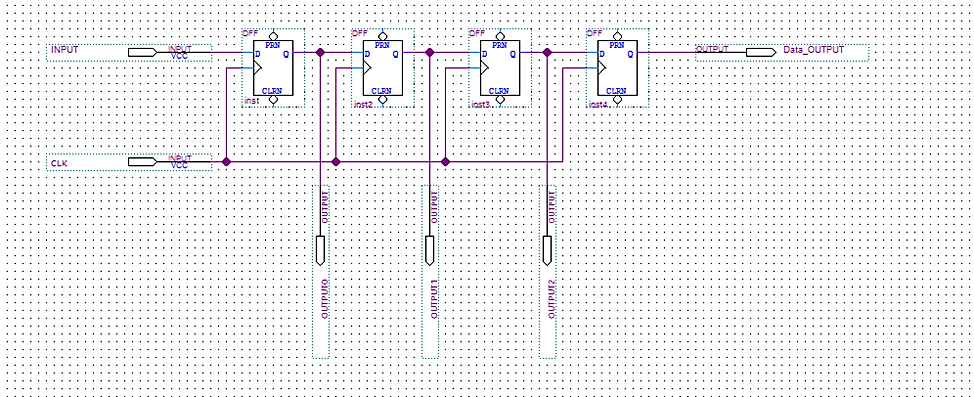 DFF DFF DFF DFF
INPUT INPUT VCC D PRN Q D PRN Q D PRN Q D PRN Q OUTPUT Data_OUTPUT
CLRN CLRN CLRN CLRN
inst inst2 inst3 inst4
CLK INPUT VCC
OUTPUT OUTPUT OUTPUT
OUTPUT0 OUTPUT1 OUTPUT2